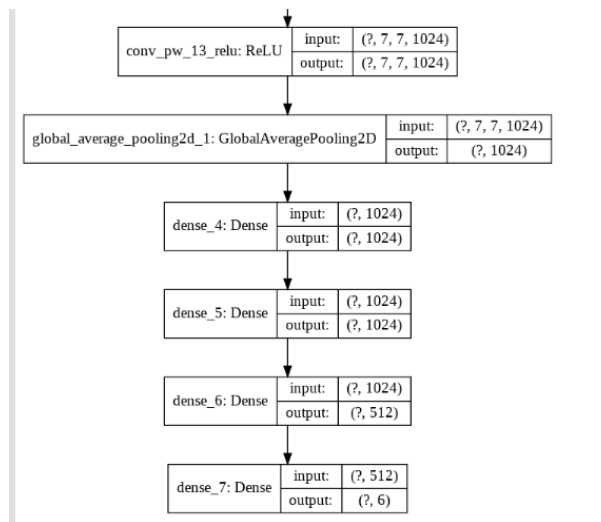 conv_pw_13_relu: ReLU
input: (?, 7, 7, 1024)
output: (?, 7, 7, 1024)
global_average_pooling2d_1: GlobalAveragePooling2D
input: (?, 7, 7, 1024)
output: (?, 1024)
dense_4: Dense
input: (?, 1024)
output: (?, 1024)
dense_5: Dense
input: (?, 1024)
output: (?, 1024)
dense_6: Dense
input: (?, 1024)
output: (?, 512)
dense_7: Dense
input: (?, 512)
output: (?, 6)